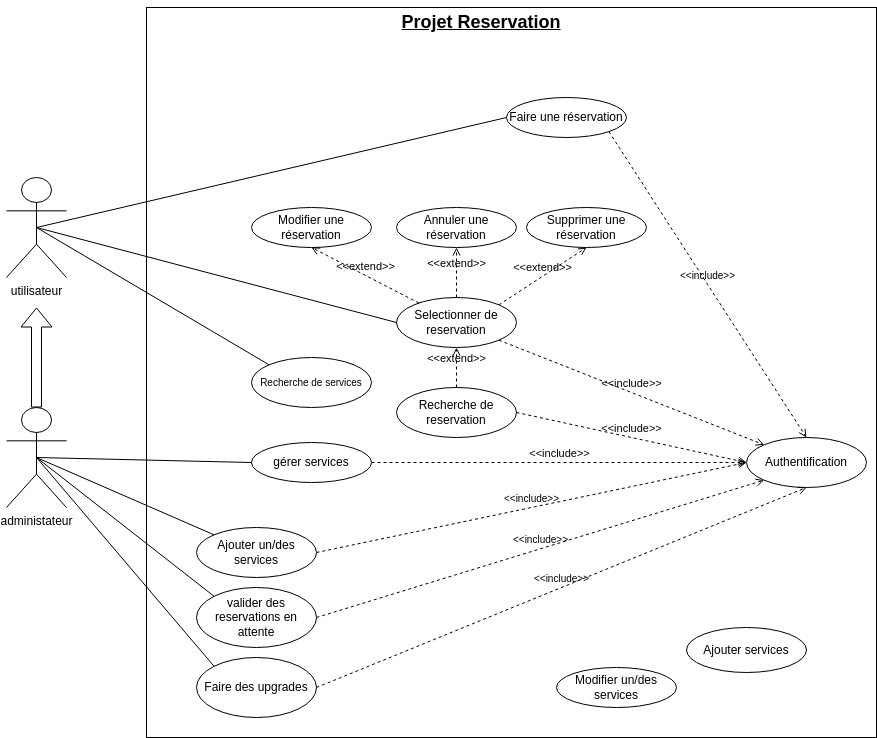 Projet Reservation
Faire une réservation
Modifier une
réservation
Annuler une
réservation
Supprimer une
réservation
<<extend>>
<<extend>>
<<extend>>
<<include>>
utilisateur
Selectionner de
reservation
<<extend>>
Recherche de services
<<include>>
Recherche de
reservation
<<include>>
gérer services
<<include>>
Authentification
administateur
<<include>>
Ajouter un/des
services
<<include>>
valider des
reservations en
attente
<<include>>
Faire des upgrades
Ajouter services
Modifier un/des
services